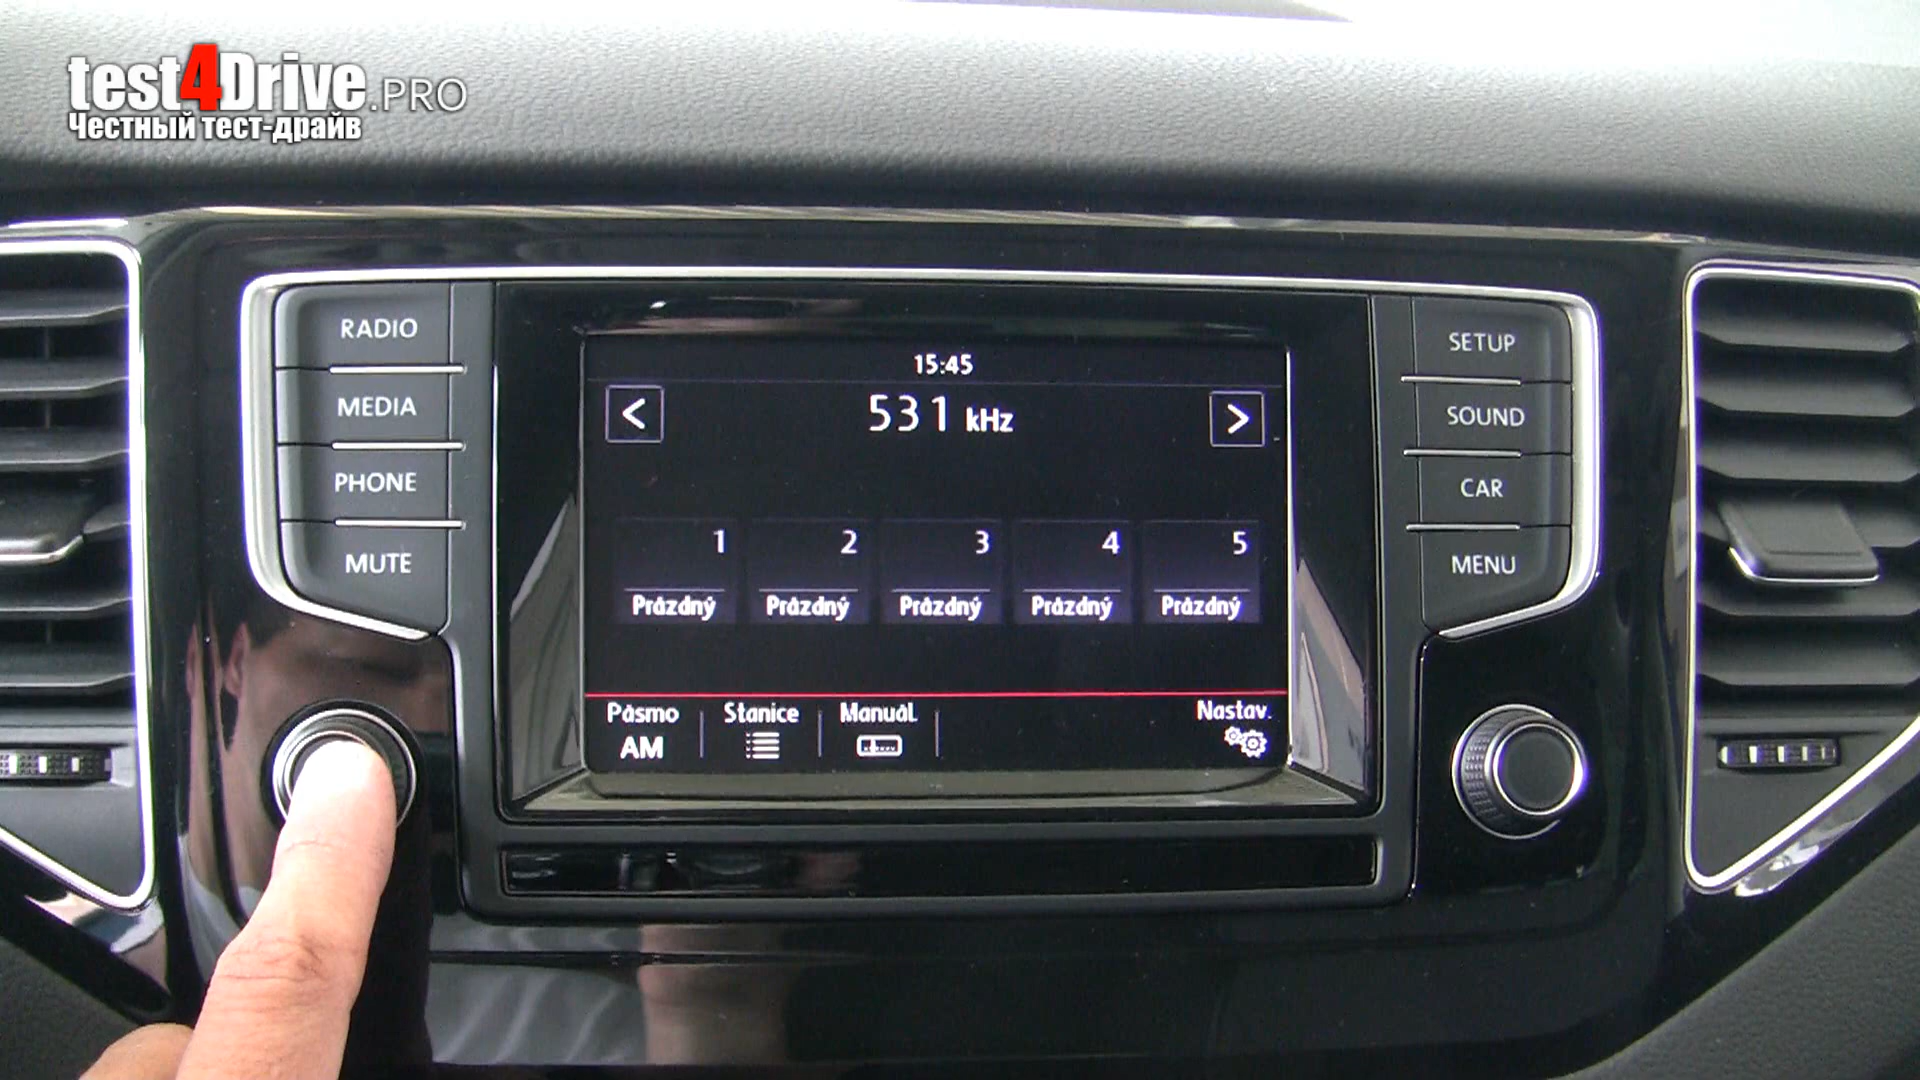 test4Drive.PRO
Честный тест-драйв
RADIO
MEDIA
PHONE
MUTE
15:45
<
531 kHz
>
1
2
3
4
5
Prázdný
Prázdný
Prázdný
Prázdný
Prázdný
Pásmo
AM
Stanice
Manuál.
Nastav.
SETUP
SOUND
CAR
MENU